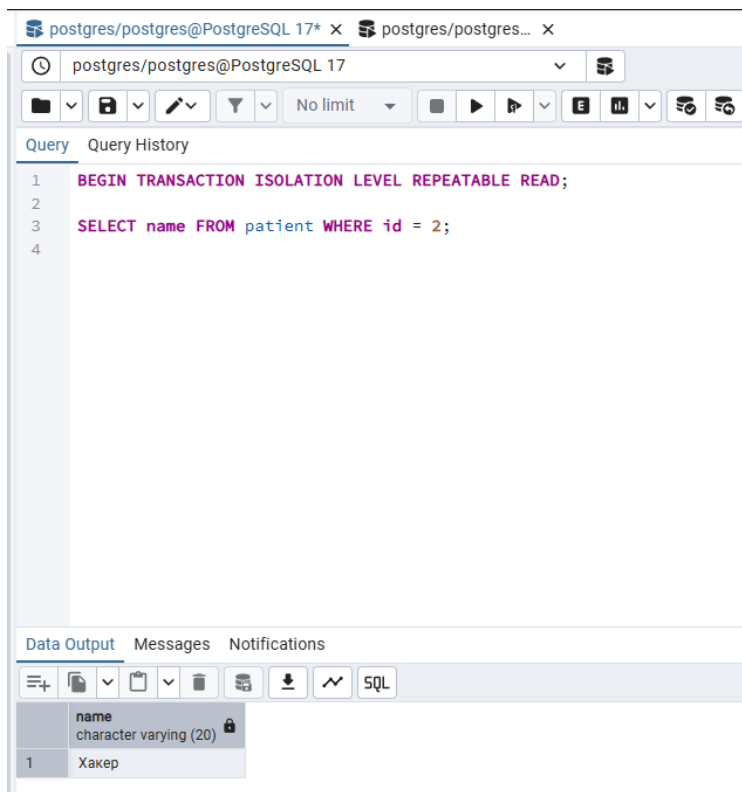 postgres/postgres@PostgreSQL 17* postgres/postgres...
postgres/postgres@PostgreSQL 17
No limit E
Query Query History
1 BEGIN TRANSACTION ISOLATION LEVEL REPEATABLE READ;
2
3 SELECT name FROM patient WHERE id = 2;
4
Data Output Messages Notifications
SQL
name
character varying (20)
1 Хакер